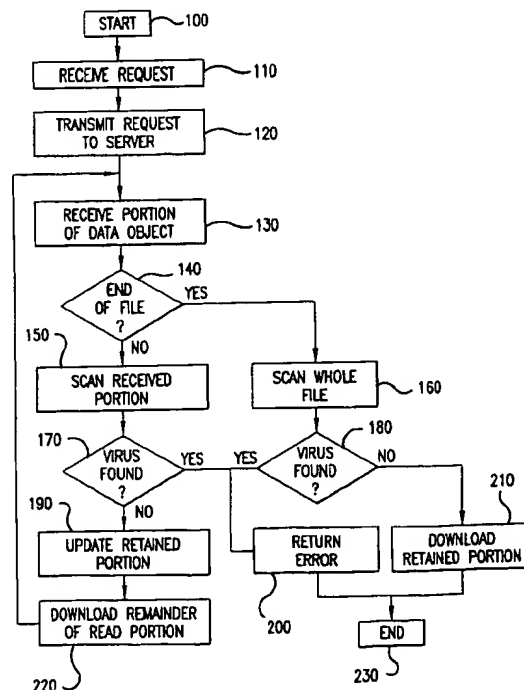 START
100
RECEIVE REQUEST
110
TRANSMIT REQUEST
TO SERVER
120
RECEIVE PORTION
OF DATA OBJECT
130
140
END
OF FILE
?
YES
NO
150
SCAN RECEIVED
PORTION
SCAN WHOLE
FILE
160
170
VIRUS
FOUND
?
YES
NO
180
VIRUS
FOUND
?
YES
NO
190
UPDATE RETAINED
PORTION
RETURN
ERROR
200
210
DOWNLOAD
RETAINED PORTION
DOWNLOAD REMAINDER
OF READ PORTION
220
END
230